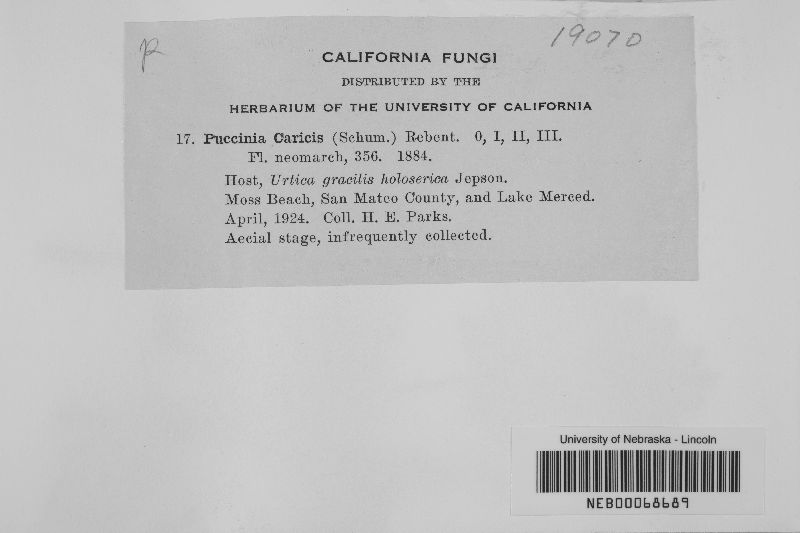 p 19070
CALIFORNIA FUNGI
DISTRIBUTED BY THE
HERBARIUM OF THE UNIVERSITY OF CALIFORNIA
17. Puccinia Caricis (Schum.) Rebent. 0, I, II, III.
Fl. neomarch, 356. 1884.
Host, Urtica gracilis holoserica Jepson.
Moss Beach, San Mateo County, and Lake Merced.
April, 1924. Coll. H. E. Parks.
Aecial stage, infrequently collected.
University of Nebraska - Lincoln
NEB00068689